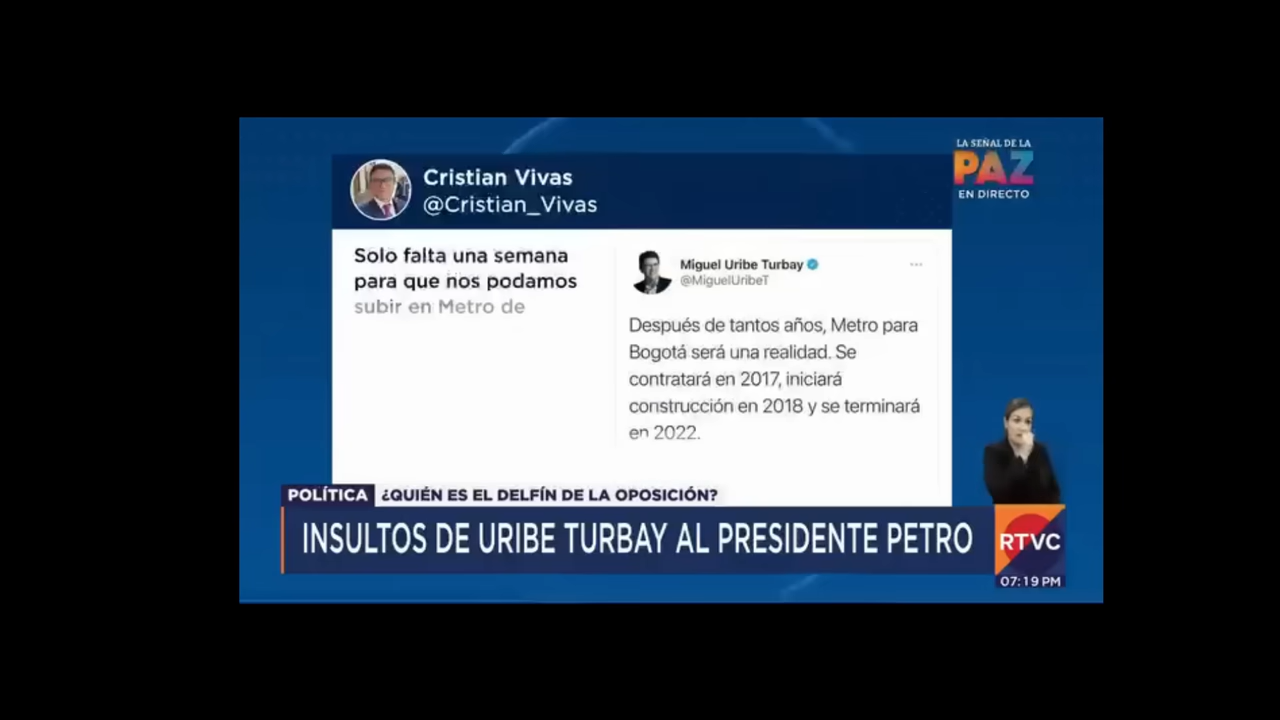 LA SEÑAL DE LA
PAZ
EN DIRECTO
Cristian Vivas
@Cristian_Vivas
Solo falta una semana
para que nos podamos
subir en Metro de
Miguel Uribe Turbay
@MiguelUribeT
Después de tantos años, Metro para
Bogotá será una realidad. Se
contratará en 2017, iniciará
construcción en 2018 y se terminará
en 2022.
POLÍTICA ¿QUIÉN ES EL DELFÍN DE LA OPOSICIÓN?
INSULTOS DE URIBE TURBAY AL PRESIDENTE PETRO
RTVC
07:19 PM